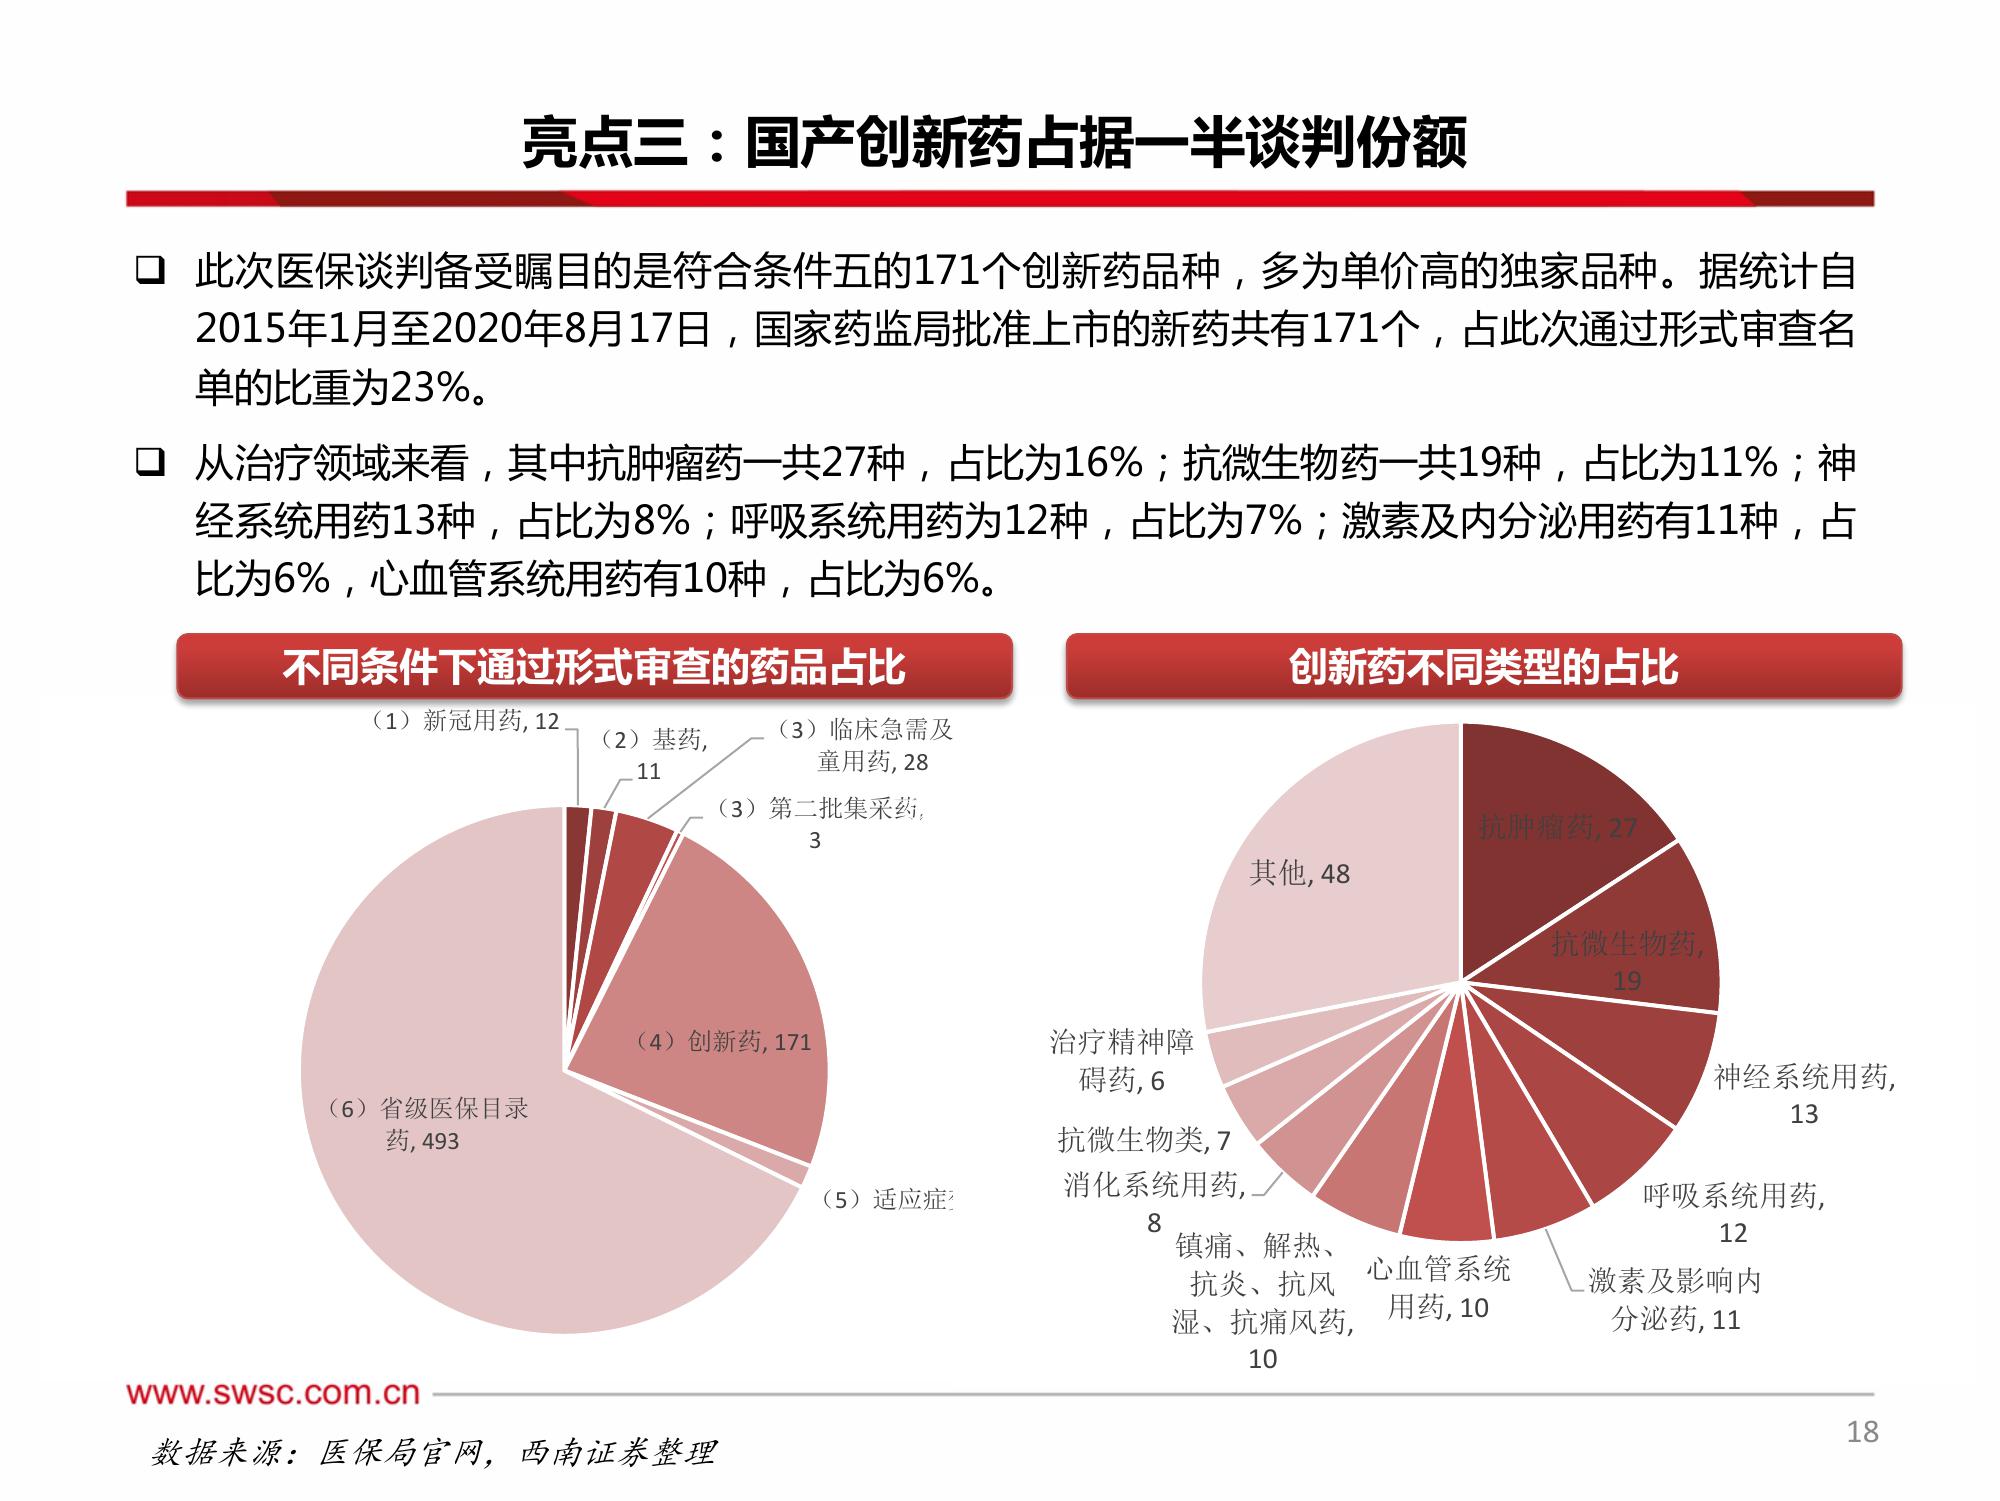 亮点三：国产创新药占据一半谈判份额
❑ 此次医保谈判备受瞩目的是符合条件五的171个创新药品种，多为单价高的独家品种。据统计自
2015年1月至2020年8月17日，国家药监局批准上市的新药共有171个，占此次通过形式审查名
单的比重为23%。
❑ 从治疗领域来看，其中抗肿瘤药一共27种，占比为16%；抗微生物药一共19种，占比为11%；神
经系统用药13种，占比为8%；呼吸系统用药为12种，占比为7%；激素及内分泌用药有11种，占
比为6%，心血管系统用药有10种，占比为6%。
不同条件下通过形式审查的药品占比
（1）新冠用药, 12
（2）基药,
11
（3）临床急需及
童用药, 28
（3）第二批集采药,
3
（4）创新药, 171
（6）省级医保目录
药, 493
（5）适应症
创新药不同类型的占比
抗肿瘤药, 27
其他, 48
抗微生物药,
19
治疗精神障
碍药, 6
神经系统用药,
13
抗微生物类, 7
消化系统用药,
8
呼吸系统用药,
12
镇痛、解热、
抗炎、抗风
湿、抗痛风药,
10
心血管系统
用药, 10
激素及影响内
分泌药, 11
www.swsc.com.cn
数据来源：医保局官网，西南证券整理
18